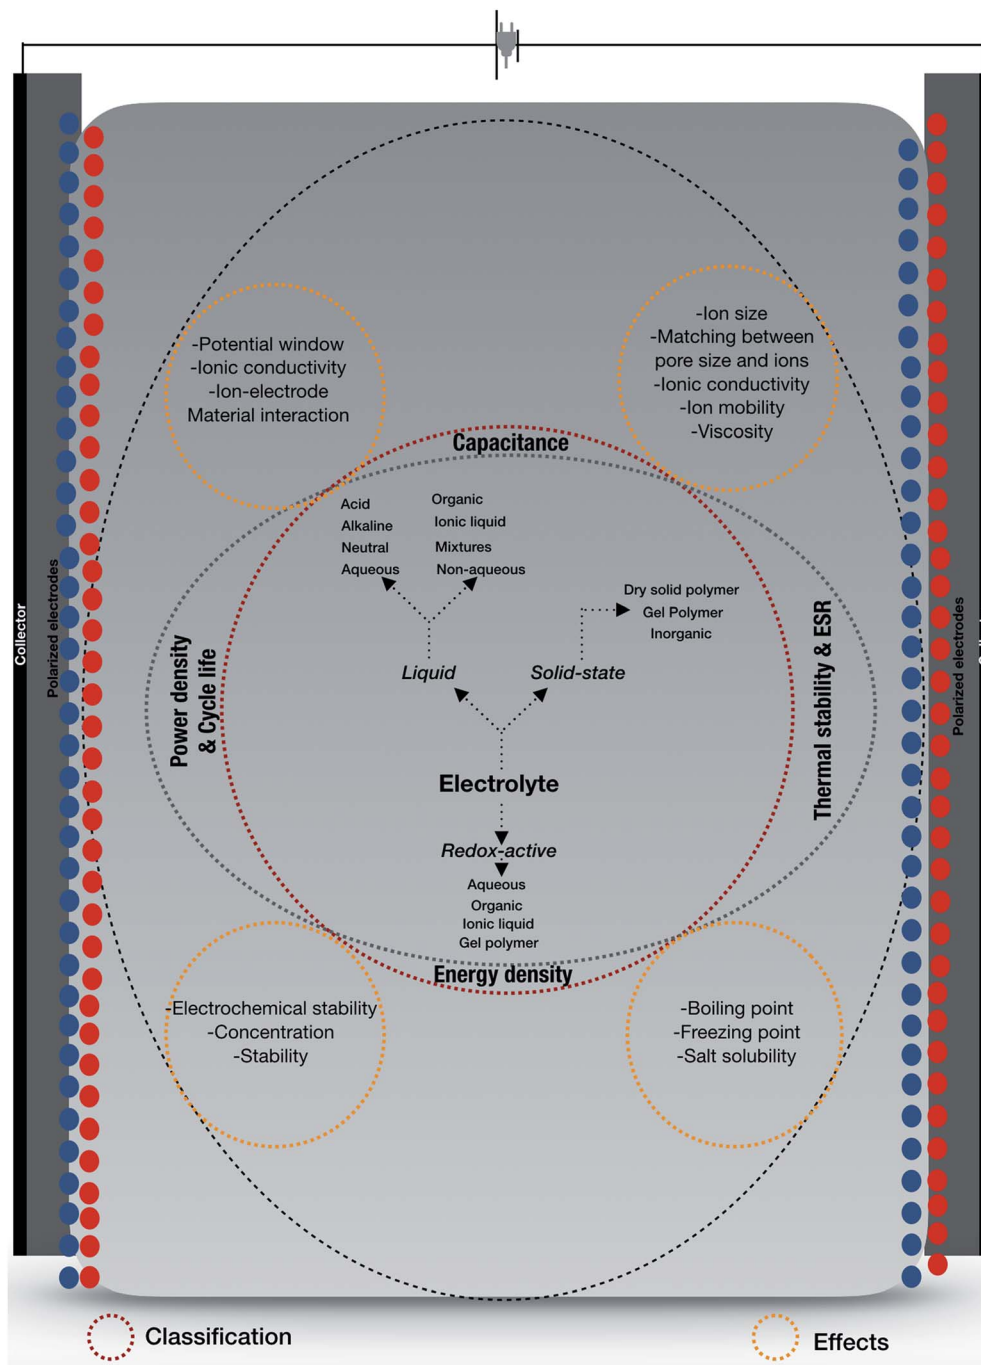 -Potential window
-Ionic conductivity
-Ion-electrode
Material interaction
-Ion size
-Matching between
pore size and ions
-Ionic conductivity
-Ion mobility
-Viscosity
Capacitance
Acid
Alkaline
Neutral
Aqueous
Organic
Ionic liquid
Mixtures
Non-aqueous
Dry solid polymer
Gel Polymer
Inorganic
Liquid
Solid-state
Collector
Polarized electrodes
Power density
& Cycle life
Thermal stability & ESR
Polarized electrodes
Electrolyte
Redox-active
Aqueous
Organic
Ionic liquid
Gel polymer
Energy density
-Electrochemical stability
-Concentration
-Stability
-Boiling point
-Freezing point
-Salt solubility
Classification
Effects